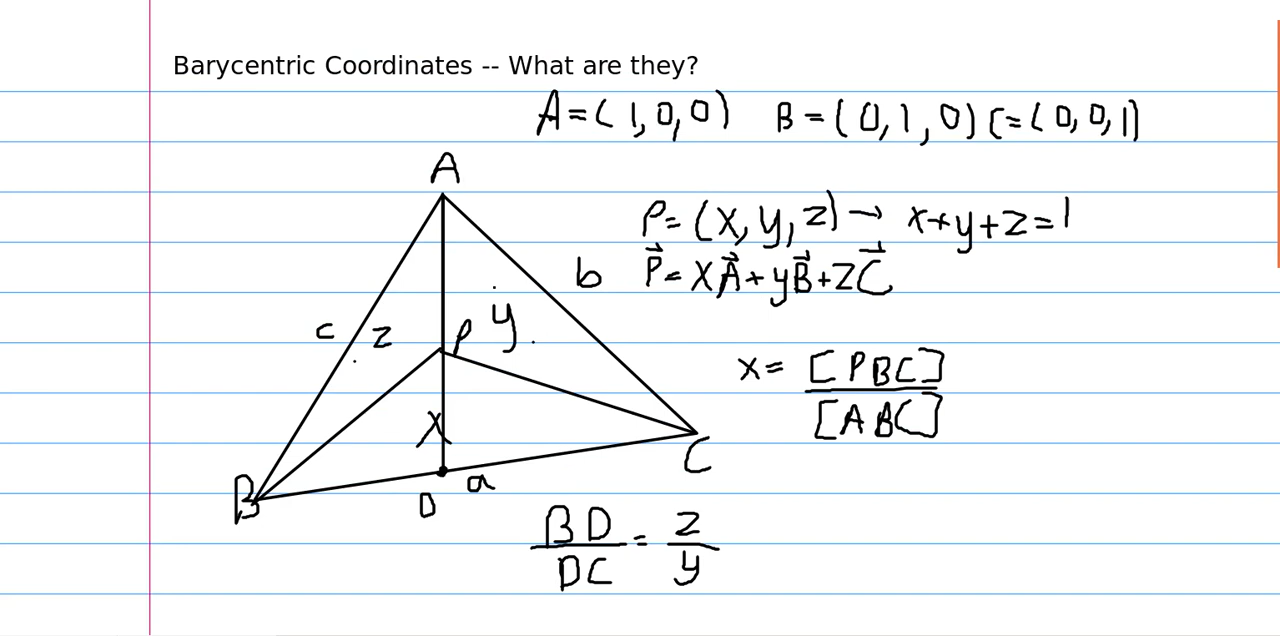 Barycentric Coordinates -- What are they?
A=(1,0,0) B=(0,1,0) C=(0,0,1)
A
P=(x,y,z)→ x+y+z=1
b P⃗=xA⃗+yB⃗+zC⃗
c z P y
x= [PBC]/[ABC]
x
B D a C
BD/DC = z/y